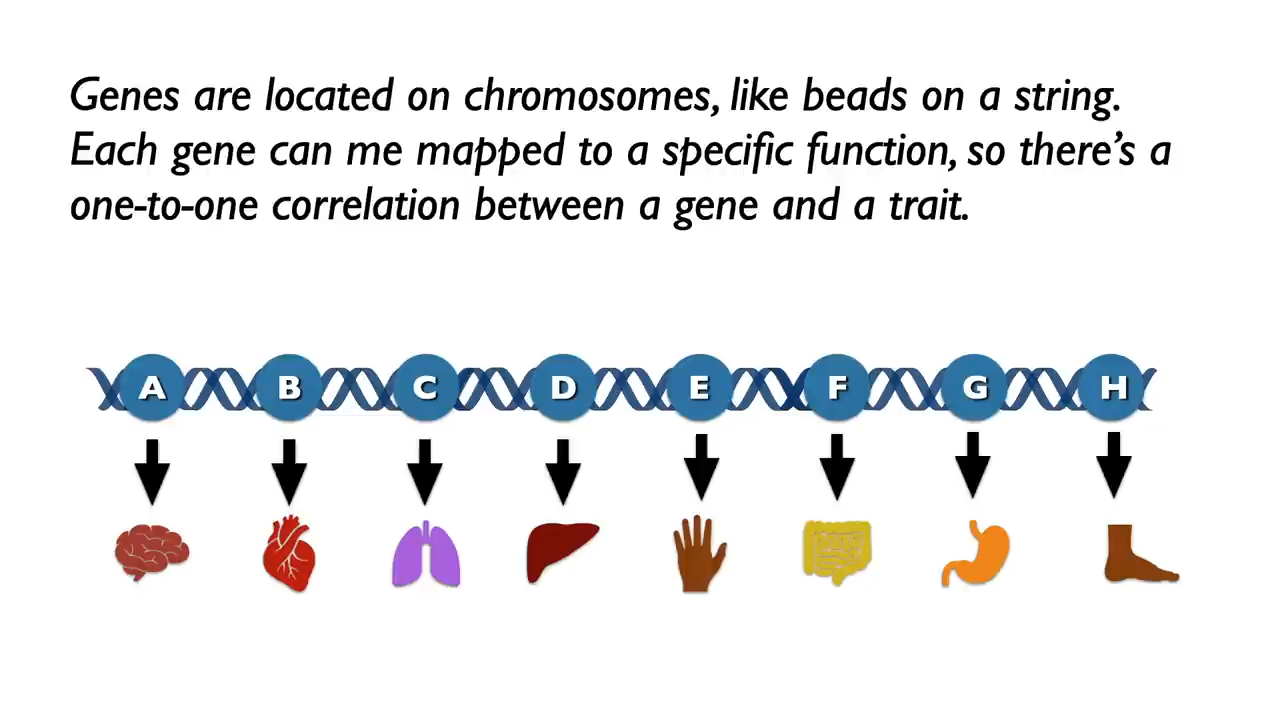 Genes are located on chromosomes, like beads on a string.
Each gene can me mapped to a specific function, so there’s a
one-to-one correlation between a gene and a trait.
A B C D E F G H